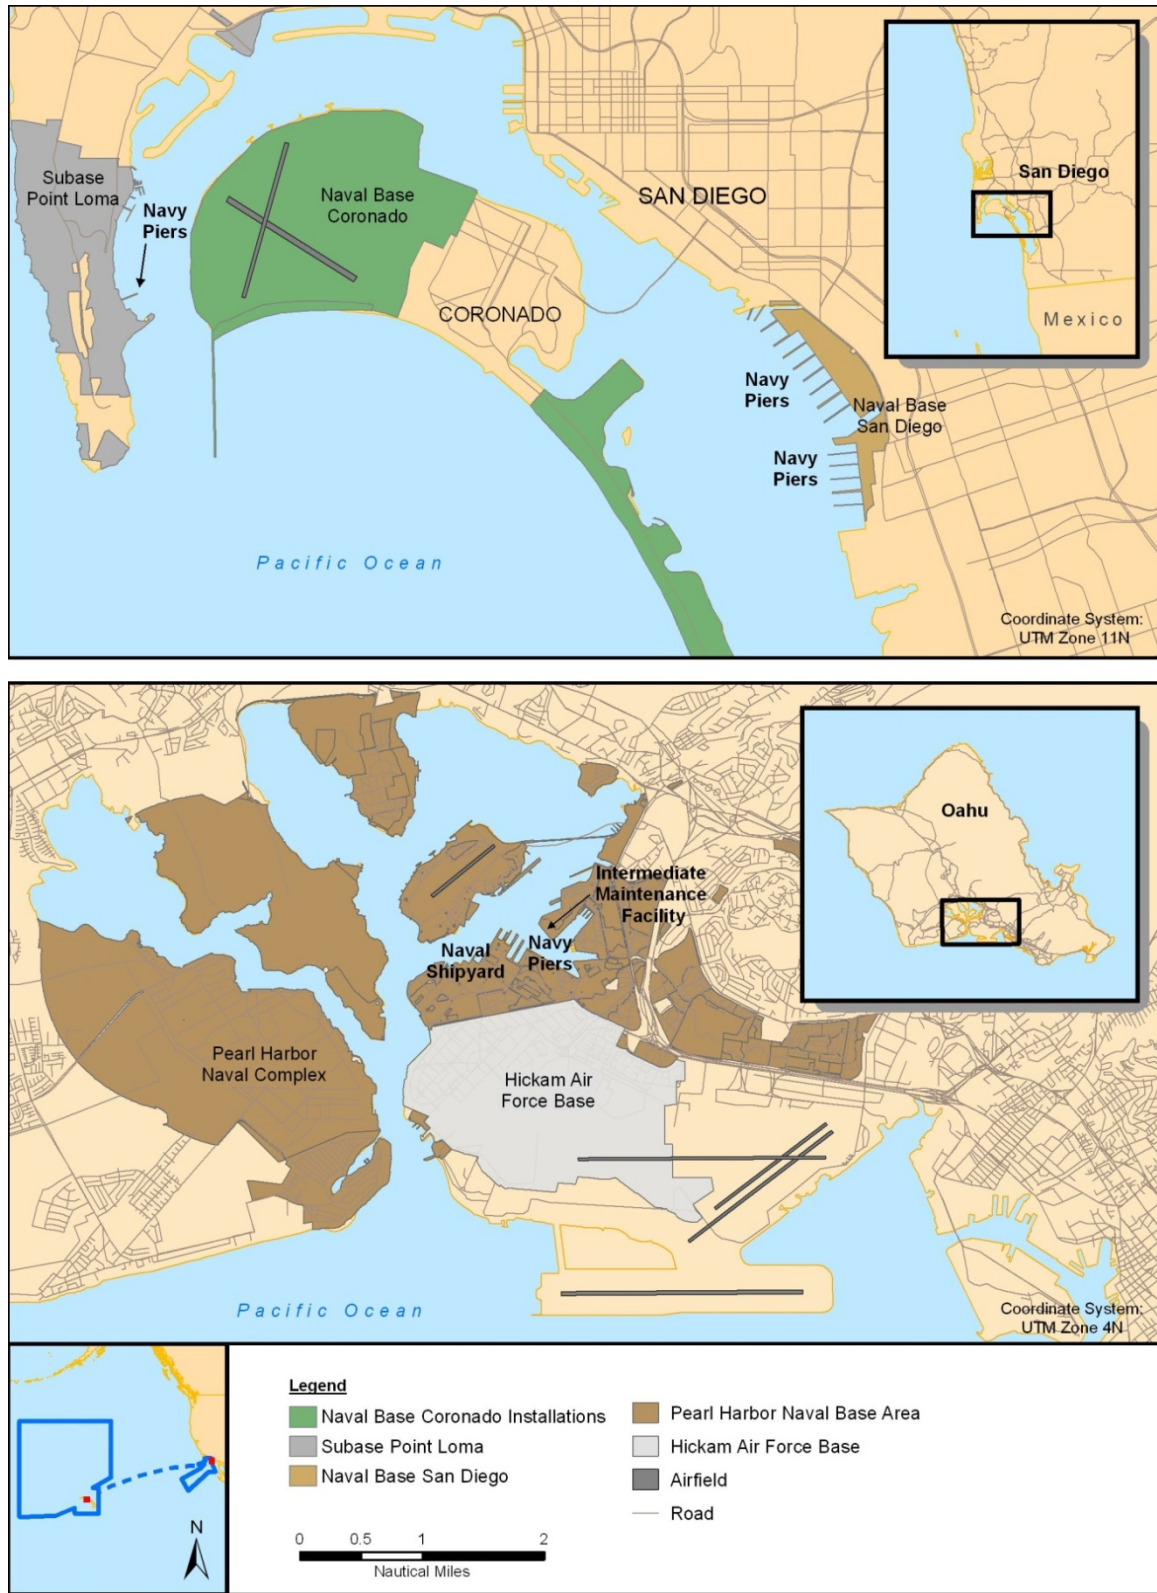 Subase
Point Loma
Navy
Piers
Naval Base
Coronado
SAN DIEGO
CORONADO
San Diego
Mexico
Navy
Piers
Naval Base
San Diego
Navy
Piers
Pacific Ocean
Coordinate System:
UTM Zone 11N
Oahu
Intermediate
Maintenance
Facility
Naval
Shipyard
Navy
Piers
Pearl Harbor
Naval Complex
Hickam Air
Force Base
Pacific Ocean
Coordinate System:
UTM Zone 4N
N
Legend
Naval Base Coronado Installations
Subase Point Loma
Naval Base San Diego
Pearl Harbor Naval Base Area
Hickam Air Force Base
Airfield
Road
0 0.5 1 2
Nautical Miles